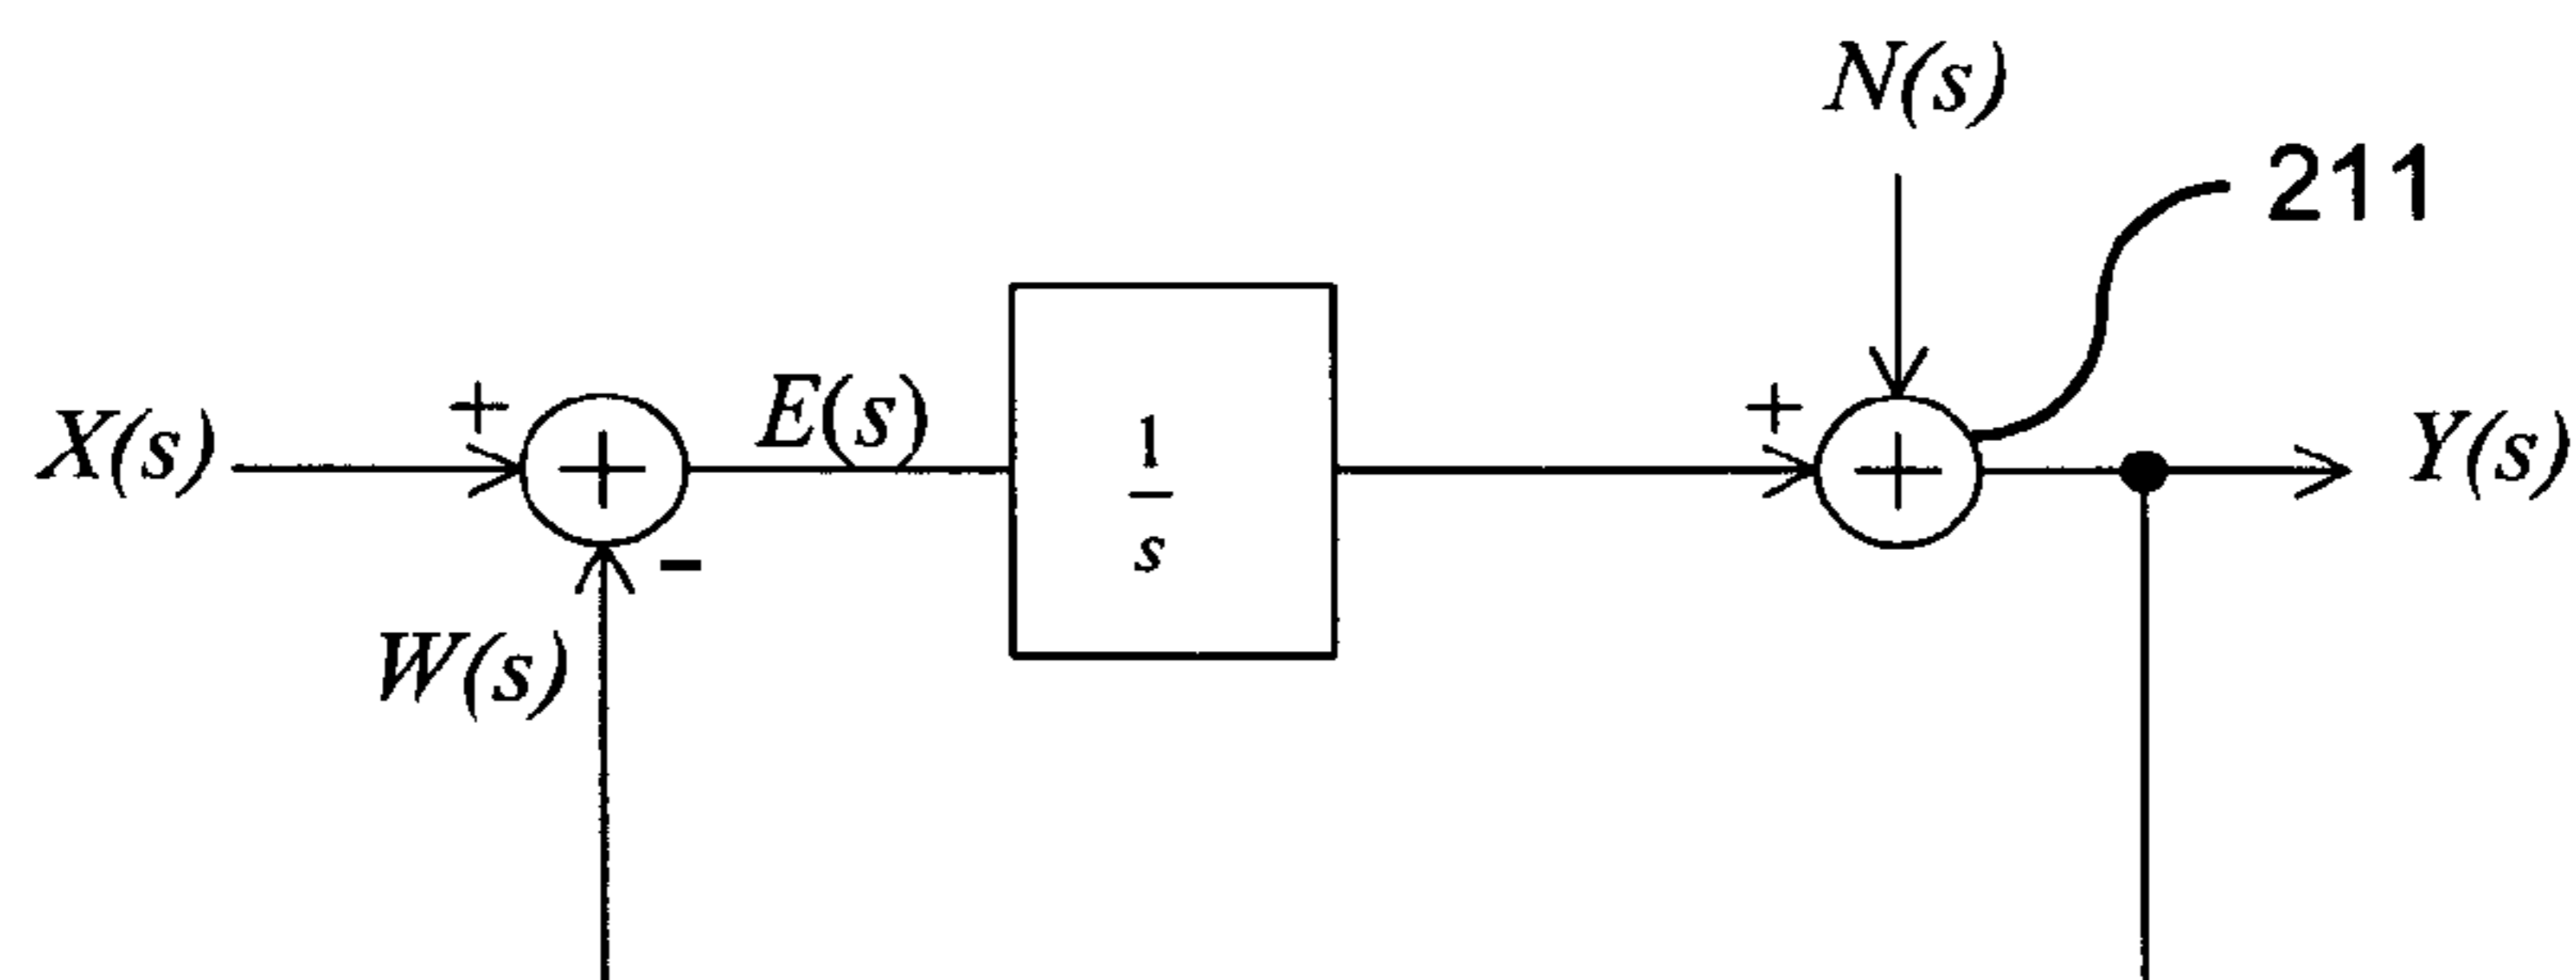 N(s)
211
+ E(s) +
X(s) + 1/s + Y(s)
-
W(s)